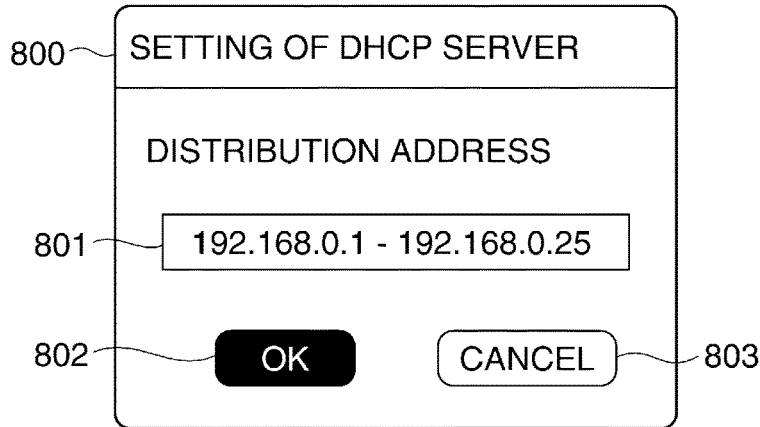 800 SETTING OF DHCP SERVER
DISTRIBUTION ADDRESS
801 192.168.0.1 - 192.168.0.25
802 OK CANCEL 803